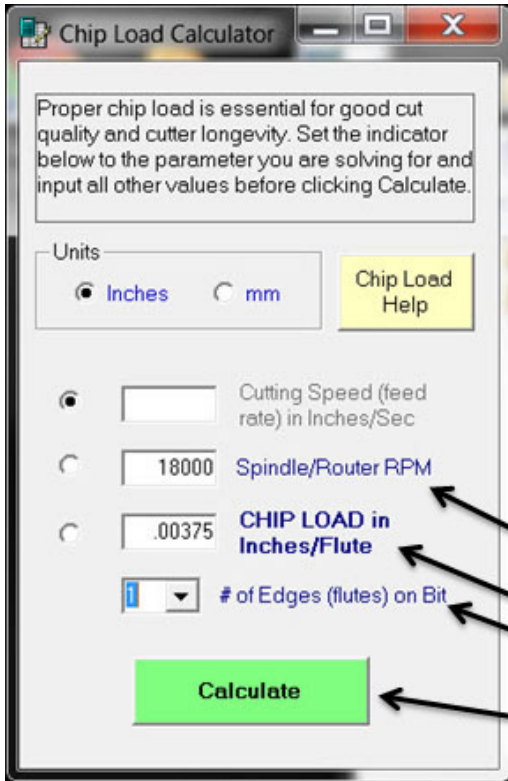 Chip Load Calculator
Proper chip load is essential for good cut
quality and cutter longevity. Set the indicator
below to the parameter you are solving for and
input all other values before clicking Calculate.
Units
Inches mm
Chip Load
Help
Cutting Speed (feed
rate) in Inches/Sec
18000 Spindle/Router RPM
.00375 CHIP LOAD in
Inches/Flute
1 # of Edges (flutes) on Bit
Calculate